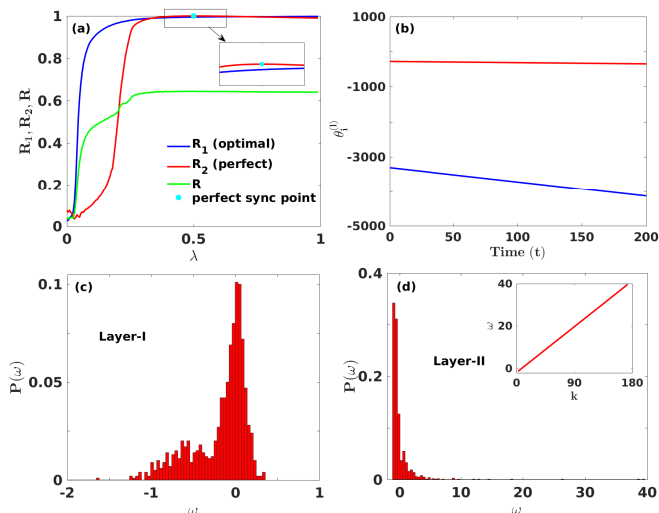 (a)
R₁, R₂, R
1
0.8
0.6
0.4
0.2
0
R₁ (optimal)
R₂ (perfect)
R
perfect sync point
0
0.5
1
λ
(b)
θᵢ⁽¹⁾
1000
-1000
-3000
-5000
0
50
100
150
200
Time (t)
(c)
Layer-I
P(ω)
0.1
0.05
0
-2
-1
0
1
ω
(d)
Layer-II
P(ω)
0.4
0.2
0
0
10
20
30
40
ω
ω
40
20
0
0
90
180
k